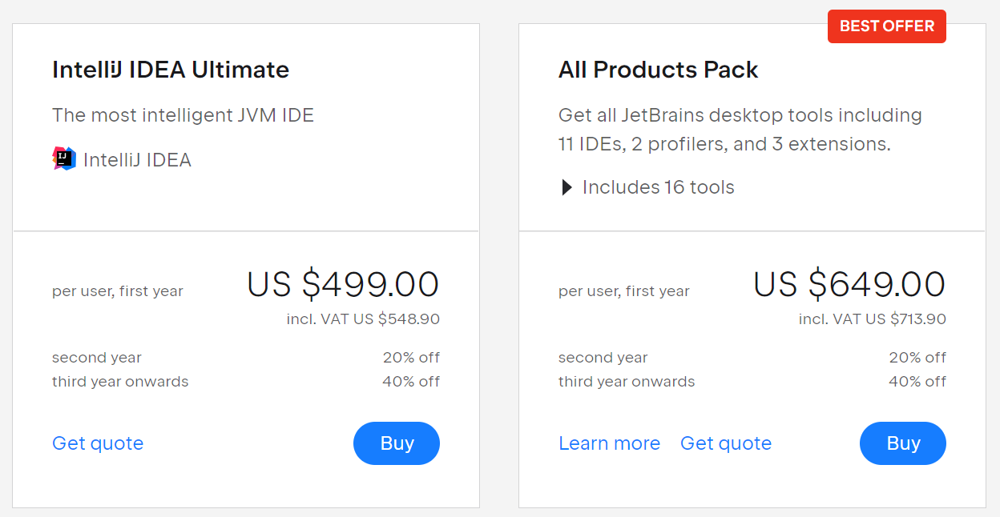 IntelliJ IDEA Ultimate
The most intelligent JVM IDE
IJ
IntelliJ IDEA
per user, first year
US $499.00
incl. VAT US $548.90
second year
20% off
third year onwards
40% off
Get quote
Buy
BEST OFFER
All Products Pack
Get all JetBrains desktop tools including
11 IDEs, 2 profilers, and 3 extensions.
Includes 16 tools
per user, first year
US $649.00
incl. VAT US $713.90
second year
20% off
third year onwards
40% off
Learn more
Get quote
Buy